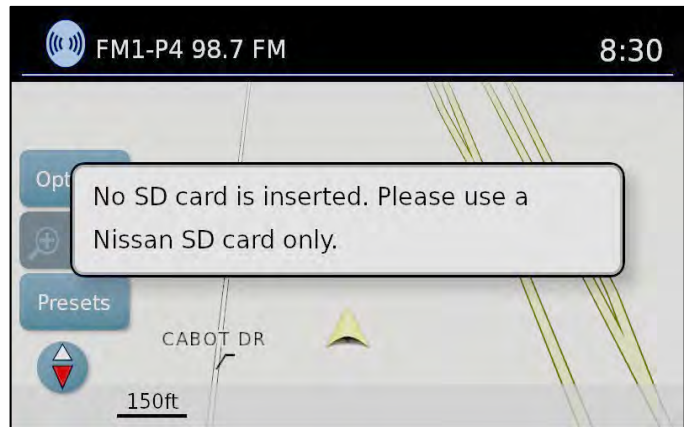 FM1-P4 98.7 FM
8:30
Opt
No SD card is inserted. Please use a
Nissan SD card only.
Presets
CABOT DR
150ft